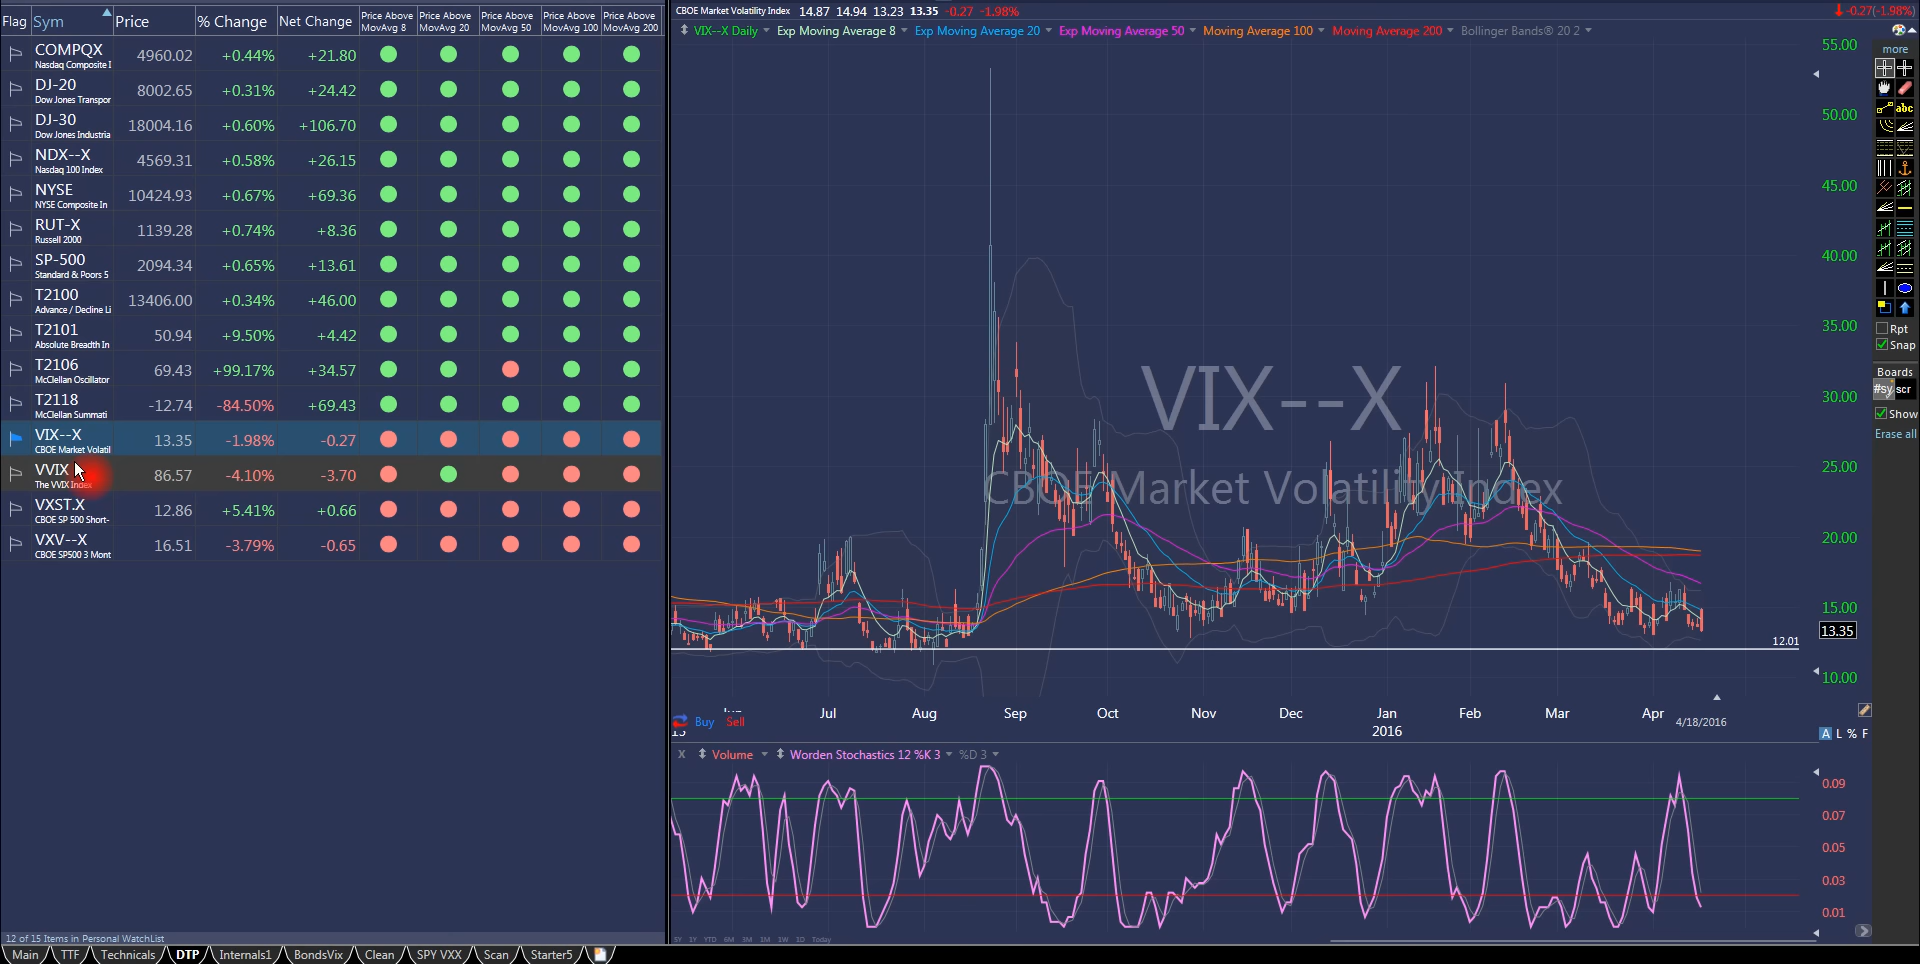 Flag Sym Price % Change Net Change Price Above MovAvg 8 Price Above MovAvg 20 Price Above MovAvg 50 Price Above MovAvg 100 Price Above MovAvg 200
COMPQX 4960.02 +0.44% +21.80
Nasdaq Composite I
DJ-20 8002.65 +0.31% +24.42
Dow Jones Transpor
DJ-30 18004.16 +0.60% +106.70
Dow Jones Industria
NDX--X 4569.31 +0.58% +26.15
Nasdaq 100 Index
NYSE 10424.93 +0.67% +69.36
NYSE Composite In
RUT-X 1139.28 +0.74% +8.36
Russell 2000
SP-500 2094.34 +0.65% +13.61
Standard & Poors 5
T2100 13406.00 +0.34% +46.00
Advance / Decline Li
T2101 50.94 +9.50% +4.42
Absolute Breadth In
T2106 69.43 +99.17% +34.57
McClellan Oscillator
T2118 -12.74 -84.50% +69.43
McClellan Summati
VIX--X 13.35 -1.98% -0.27
CBOE Market Volatil
VVIX 86.57 -4.10% -3.70
The VVIX Index
VXST.X 12.86 +5.41% +0.66
CBOE SP 500 Short-
VXV--X 16.51 -3.79% -0.65
CBOE SP500 3 Mont
12 of 15 Items in Personal WatchList
Main TTF Technicals DTP Internals1 BondsVix Clean SPY VXX Scan Starter5
CBOE Market Volatility Index 14.87 14.94 13.23 13.35 -0.27 -1.98% -0.27(-1.98%)
VIX--X Daily Exp Moving Average 8 Exp Moving Average 20 Exp Moving Average 50 Moving Average 100 Moving Average 200 Bollinger Bands® 20 2
VIX--X
CBOE Market Volatility Index
55.00
50.00
45.00
40.00
35.00
30.00
25.00
20.00
15.00
13.35
12.01
10.00
Jul Aug Sep Oct Nov Dec Jan Feb Mar Apr 4/18/2016
2016
Buy Sell
A L % F
X Volume Worden Stochastics 12 %K 3 %D 3
0.09
0.07
0.05
0.03
0.01
5Y 1Y YTD 6M 3M 1M 1W 1D Today
more
abc
Rpt
Snap
Boards
#sy scr
Show
Erase all